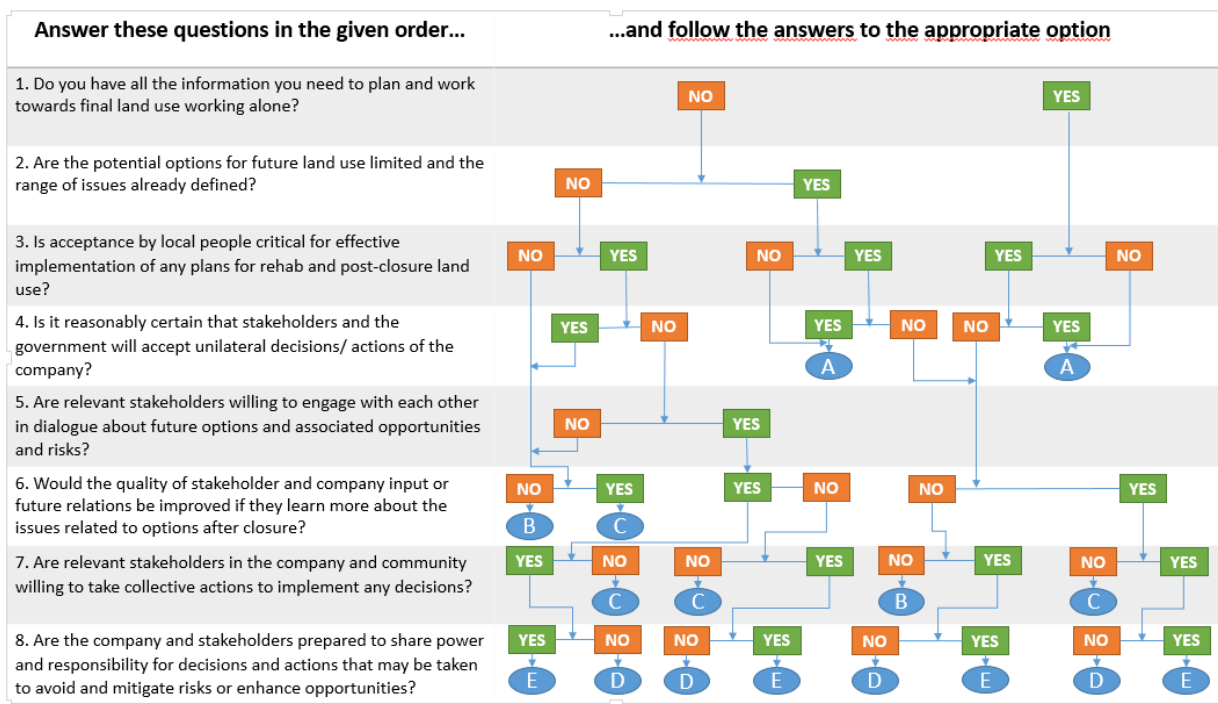 Answer these questions in the given order...
...and follow the answers to the appropriate option
1. Do you have all the information you need to plan and work
towards final land use working alone?
NO YES
2. Are the potential options for future land use limited and the
range of issues already defined?
NO YES
3. Is acceptance by local people critical for effective
implementation of any plans for rehab and post-closure land
use?
NO YES NO YES YES NO
4. Is it reasonably certain that stakeholders and the
government will accept unilateral decisions/ actions of the
company?
YES NO YES NO NO YES
A A
5. Are relevant stakeholders willing to engage with each other
in dialogue about future options and associated opportunities
and risks?
NO YES
6. Would the quality of stakeholder and company input or
future relations be improved if they learn more about the
issues related to options after closure?
NO YES YES NO NO YES
B C
7. Are relevant stakeholders in the company and community
willing to take collective actions to implement any decisions?
YES NO NO YES NO YES NO YES
C C B C
8. Are the company and stakeholders prepared to share power
and responsibility for decisions and actions that may be taken
to avoid and mitigate risks or enhance opportunities?
YES NO NO YES NO YES NO YES
E D D E D E D E